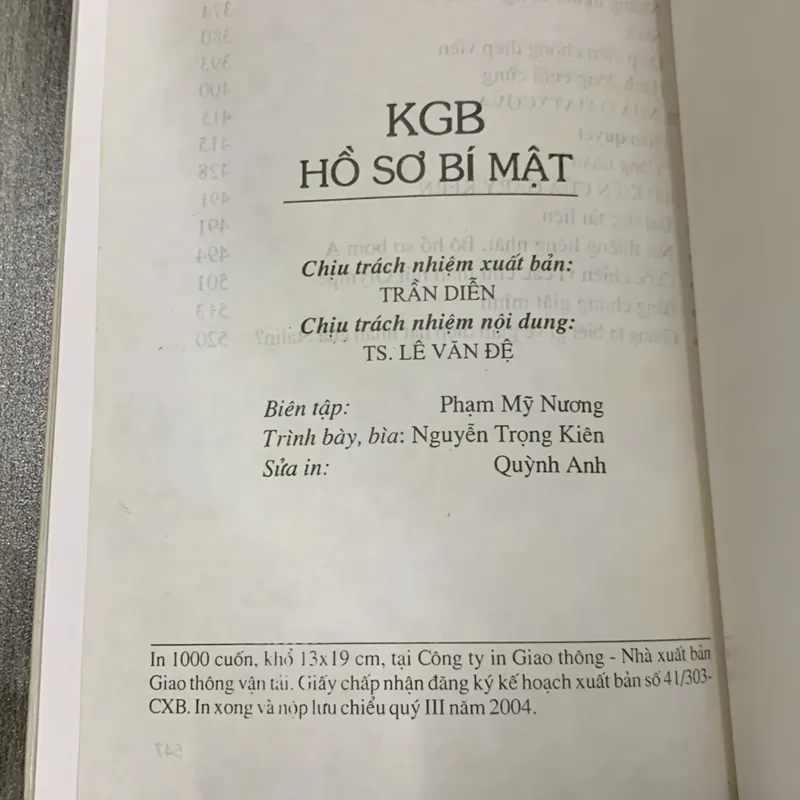 KGB
HỒ SƠ BÍ MẬT
Chịu trách nhiệm xuất bản:
TRẦN DIỄN
Chịu trách nhiệm nội dung:
TS. LÊ VĂN ĐỆ
Biên tập: Phạm Mỹ Nương
Trình bày, bìa: Nguyễn Trọng Kiên
Sửa in: Quỳnh Anh
In 1000 cuốn, khổ 13x19 cm, tại Công ty in Giao thông - Nhà xuất bản
Giao thông vận tải. Giấy chấp nhận đăng ký kế hoạch xuất bản số 41/303-
CXB. In xong và nộp lưu chiểu quý III năm 2004.